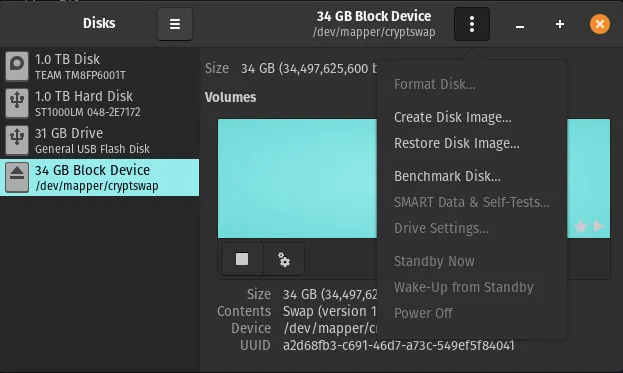 Disks
34 GB Block Device
/dev/mapper/cryptswap
1.0 TB Disk
TEAM TM8FP6001T
1.0 TB Hard Disk
ST1000LM 048-2E7172
31 GB Drive
General USB Flash Disk
34 GB Block Device
/dev/mapper/cryptswap
Size 34 GB (34,497,625,600 b
Volumes
Format Disk...
Create Disk Image...
Restore Disk Image...
Benchmark Disk...
SMART Data & Self-Tests...
Drive Settings...
Standby Now
Wake-Up from Standby
Power Off
Size 34 GB (34,497,62
Contents Swap (version 1
Device /dev/mapper/c
UUID a2d68fb3-c691-46d7-a73c-549ef5f84041